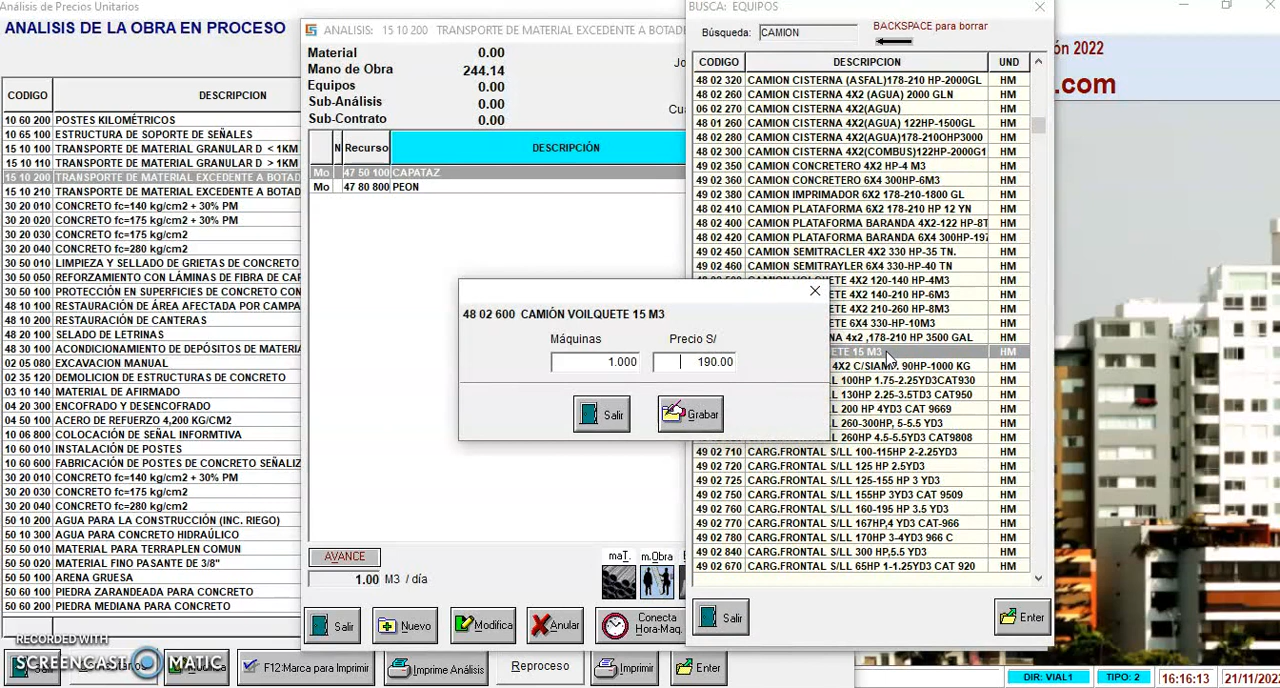 Análisis de Precios Unitarios
ANALISIS DE LA OBRA EN PROCESO
CODIGO DESCRIPCION
10 60 200 POSTES KILOMÉTRICOS
10 65 100 ESTRUCTURA DE SOPORTE DE SEÑALES
15 10 100 TRANSPORTE DE MATERIAL GRANULAR D < 1KM
15 10 110 TRANSPORTE DE MATERIAL GRANULAR D > 1KM
15 10 200 TRANSPORTE DE MATERIAL EXCEDENTE A BOTAD
15 10 210 TRANSPORTE DE MATERIAL EXCEDENTE A BOTAD
30 20 010 CONCRETO fc=140 kg/cm2 + 30% PM
30 20 020 CONCRETO fc=175 kg/cm2 + 30% PM
30 20 030 CONCRETO fc=175 kg/cm2
30 20 040 CONCRETO fc=280 kg/cm2
30 50 010 LIMPIEZA Y SELLADO DE GRIETAS DE CONCRETO
30 50 050 REFORZAMIENTO CON LÁMINAS DE FIBRA DE CAR
30 50 100 PROTECCIÓN EN SUPERFICIES DE CONCRETO CON
48 10 100 RESTAURACIÓN DE ÁREA AFECTADA POR CAMPA
48 10 200 RESTAURACIÓN DE CANTERAS
48 20 100 SELADO DE LETRINAS
48 30 100 ACONDICIONAMIENTO DE DEPÓSITOS DE MATERIA
02 05 080 EXCAVACION MANUAL
02 35 120 DEMOLICION DE ESTRUCTURAS DE CONCRETO
03 10 110 MATERIAL DE AFIRMADO
04 20 300 ENCOFRADO Y DESENCOFRADO
04 50 100 ACERO DE REFUERZO 4,200 KG/CM2
10 06 800 COLOCACIÓN DE SEÑAL INFORMTIVA
10 06 010 INSTALACIÓN DE POSTES
10 60 600 FABRICACIÓN DE POSTES DE CONCRETO SEÑALIZ
30 20 010 CONCRETO fc=140 kg/cm2 + 30% PM
30 20 030 CONCRETO fc=175 kg/cm2
30 20 040 CONCRETO fc=280 kg/cm2
50 10 200 AGUA PARA LA CONSTRUCCIÓN (INC. RIEGO)
50 10 300 AGUA PARA CONCRETO HIDRÁULICO
50 50 010 MATERIAL PARA TERRAPLEN COMUN
50 50 020 MATERIAL FINO PASANTE DE 3/8"
50 55 100 ARENA GRUESA
50 60 100 PIEDRA ZARANDEADA PARA CONCRETO
50 60 200 PIEDRA MEDIANA PARA CONCRETO
RECORDED WITH
SCREENCAST MATIC
F12:Marca para Imprimir
Imprime Análisis
Reproceso
Imprimir
Enter
ANALISIS: 15 10 200 TRANSPORTE DE MATERIAL EXCEDENTE A BOTADE
Material 0.00
Mano de Obra 244.14
Equipos 0.00
Sub-Análisis 0.00
Sub-Contrato 0.00
Jo
Cua
N Recurso DESCRIPCIÓN
Mo 47 50 100 CAPATAZ
Mo 47 80 800 PEON
AVANCE
1.00 M3 / día
maT. m.Obra
Salir
Nuevo
Modifica
Anular
Conecta
Hora-Maq.
48 02 600 CAMIÓN VOILQUETE 15 M3
Máquinas Precio S/
1.000 190.00
Salir
Grabar
BUSCA: EQUIPOS
Búsqueda: CAMION
BACKSPACE para borrar
CODIGO DESCRIPCION UND
48 02 320 CAMION CISTERNA (ASFAL)178-210 HP-2000GL HM
48 02 260 CAMION CISTERNA 4X2 (AGUA) 2000 GLN HM
06 02 270 CAMION CISTERNA 4X2(AGUA) HM
48 01 260 CAMION CISTERNA 4X2(AGUA) 122HP-1500GL HM
48 02 280 CAMION CISTERNA 4X2(AGUA)178-210OHP3000 HM
48 02 300 CAMION CISTERNA 4X2(COMBUS)122HP-2000G1 HM
49 02 350 CAMION CONCRETERO 4X2 HP-4 M3 HM
49 02 360 CAMION CONCRETERO 6X4 300HP-6M3 HM
49 02 380 CAMION IMPRIMADOR 6X2 178-210-1800 GL HM
48 02 410 CAMION PLATAFORMA 6X2 178-210 HP 12 YN HM
48 02 400 CAMION PLATAFORMA BARANDA 4X2-122 HP-8T HM
48 02 420 CAMION PLATAFORMA BARANDA 6X4 300HP-197 HM
49 02 450 CAMION SEMITRACLER 4X2 330 HP-35 TN. HM
49 02 460 CAMION SEMITRAYLER 6X4 330-HP-40 TN HM
4X2 120-140 HP-4M3 HM
ETE 4X2 140-210 HP-6M3 HM
ETE 4X2 210-260 HP-8M3 HM
ETE 6X4 330-HP-10M3 HM
NA 4x2 ,178-210 HP 3500 GAL HM
ETE 15 M3 HM
4X2 C/SIAMV. 90HP-1000 KG HM
100HP 1.75-2.25YD3CAT930 HM
130HP 2.25-3.5TD3 CAT950 HM
200 HP 4YD3 CAT 9669 HM
260-300HP, 5-5.5 YD3 HM
260HP 4.5-5.5YD3 CAT9808 HM
49 02 710 CARG.FRONTAL S/LL 100-115HP 2-2.25YD3 HM
49 02 720 CARG.FRONTAL S/LL 125 HP 2.5YD3 HM
49 02 725 CARG.FRONTAL S/LL 125-155 HP 3 YD3 HM
49 02 750 CARG.FRONTAL S/LL 155HP 3YD3 CAT 9509 HM
49 02 760 CARG.FRONTAL S/LL 160-195 HP 3.5 YD3 HM
49 02 770 CARG.FRONTAL S/LL 167HP,4 YD3 CAT-966 HM
49 02 780 CARG.FRONTAL S/LL 170HP 3-4YD3 966 C HM
49 02 840 CARG.FRONTAL S/LL 300 HP,5.5 YD3 HM
49 02 670 CARG.FRONTAL S/LL 65HP 1-1.25YD3 CAT 920 HM
Salir
Enter
ón 2022
.com
DIR: VIAL1
TIPO: 2
16:16:13
21/11/202